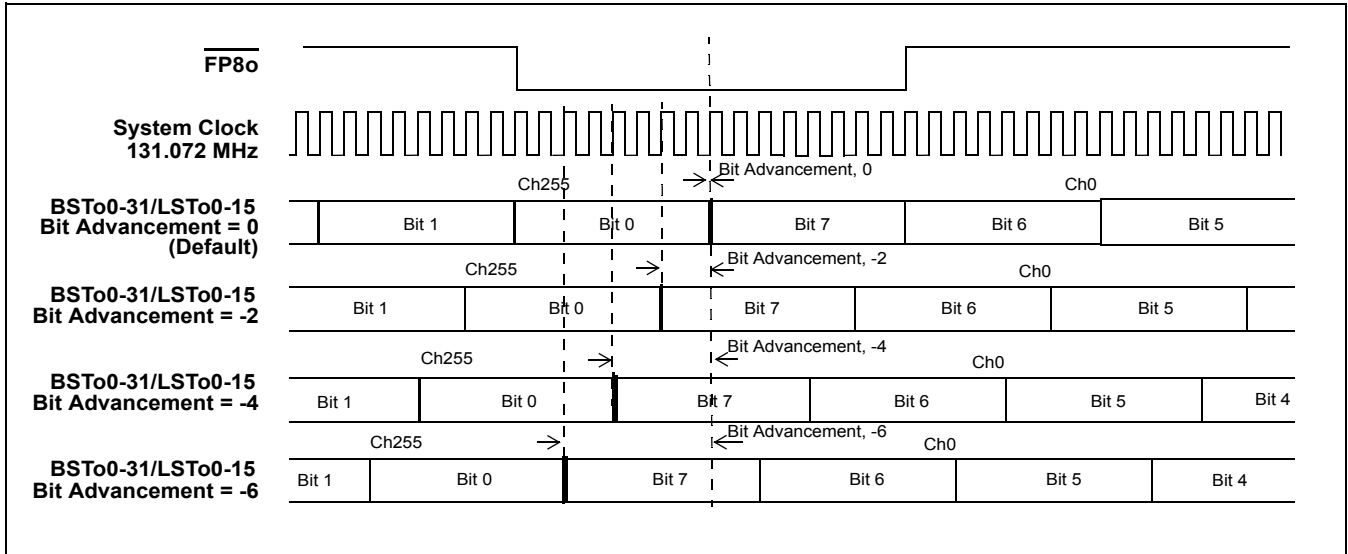 FP8o
System Clock
131.072 MHz
Bit Advancement, 0
Ch255
Ch0
BSTo0-31/LSTo0-15
Bit Advancement = 0
(Default)
Bit 1
Bit 0
Bit 7
Bit 6
Bit 5
Bit Advancement, -2
Ch255
Ch0
BSTo0-31/LSTo0-15
Bit Advancement = -2
Bit 1
Bit 0
Bit 7
Bit 6
Bit 5
Bit Advancement, -4
Ch255
Ch0
BSTo0-31/LSTo0-15
Bit Advancement = -4
Bit 1
Bit 0
Bit 7
Bit 6
Bit 5
Bit 4
Bit Advancement, -6
Ch255
Ch0
BSTo0-31/LSTo0-15
Bit Advancement = -6
Bit 1
Bit 0
Bit 7
Bit 6
Bit 5
Bit 4